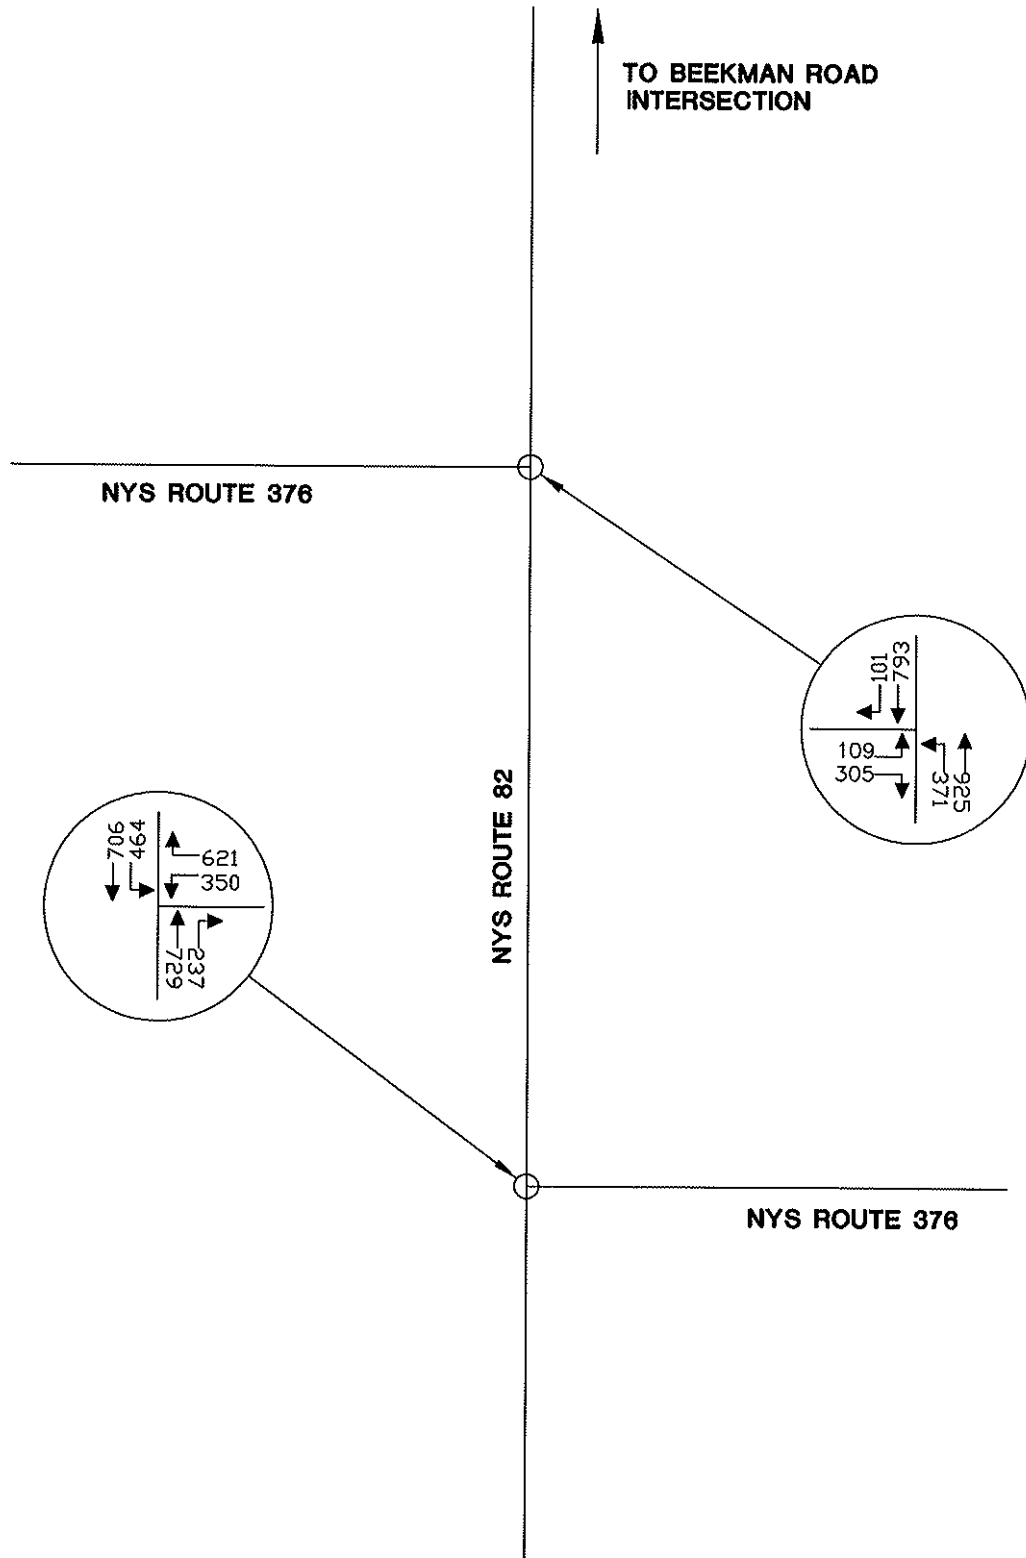 TO BEEKMAN ROAD
INTERSECTION
NYS ROUTE 376
101
793
109
305
371
925
NYS ROUTE 82
706
464
621
350
729
237
NYS ROUTE 376